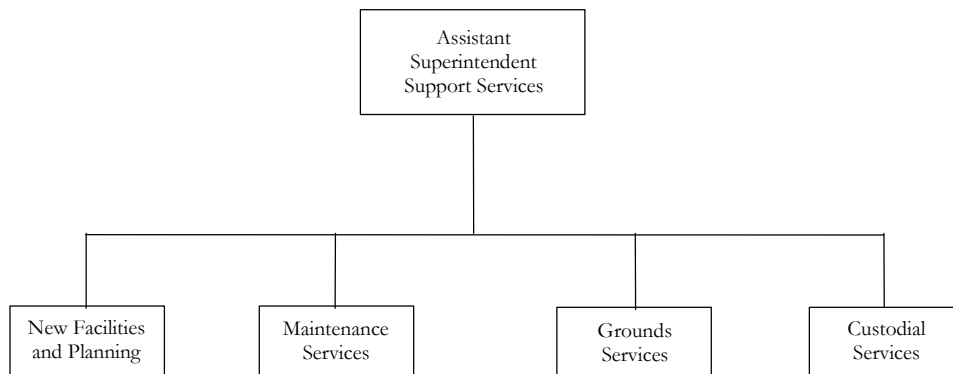 Assistant
Superintendent
Support Services
New Facilities
and Planning
Maintenance
Services
Grounds
Services
Custodial
Services